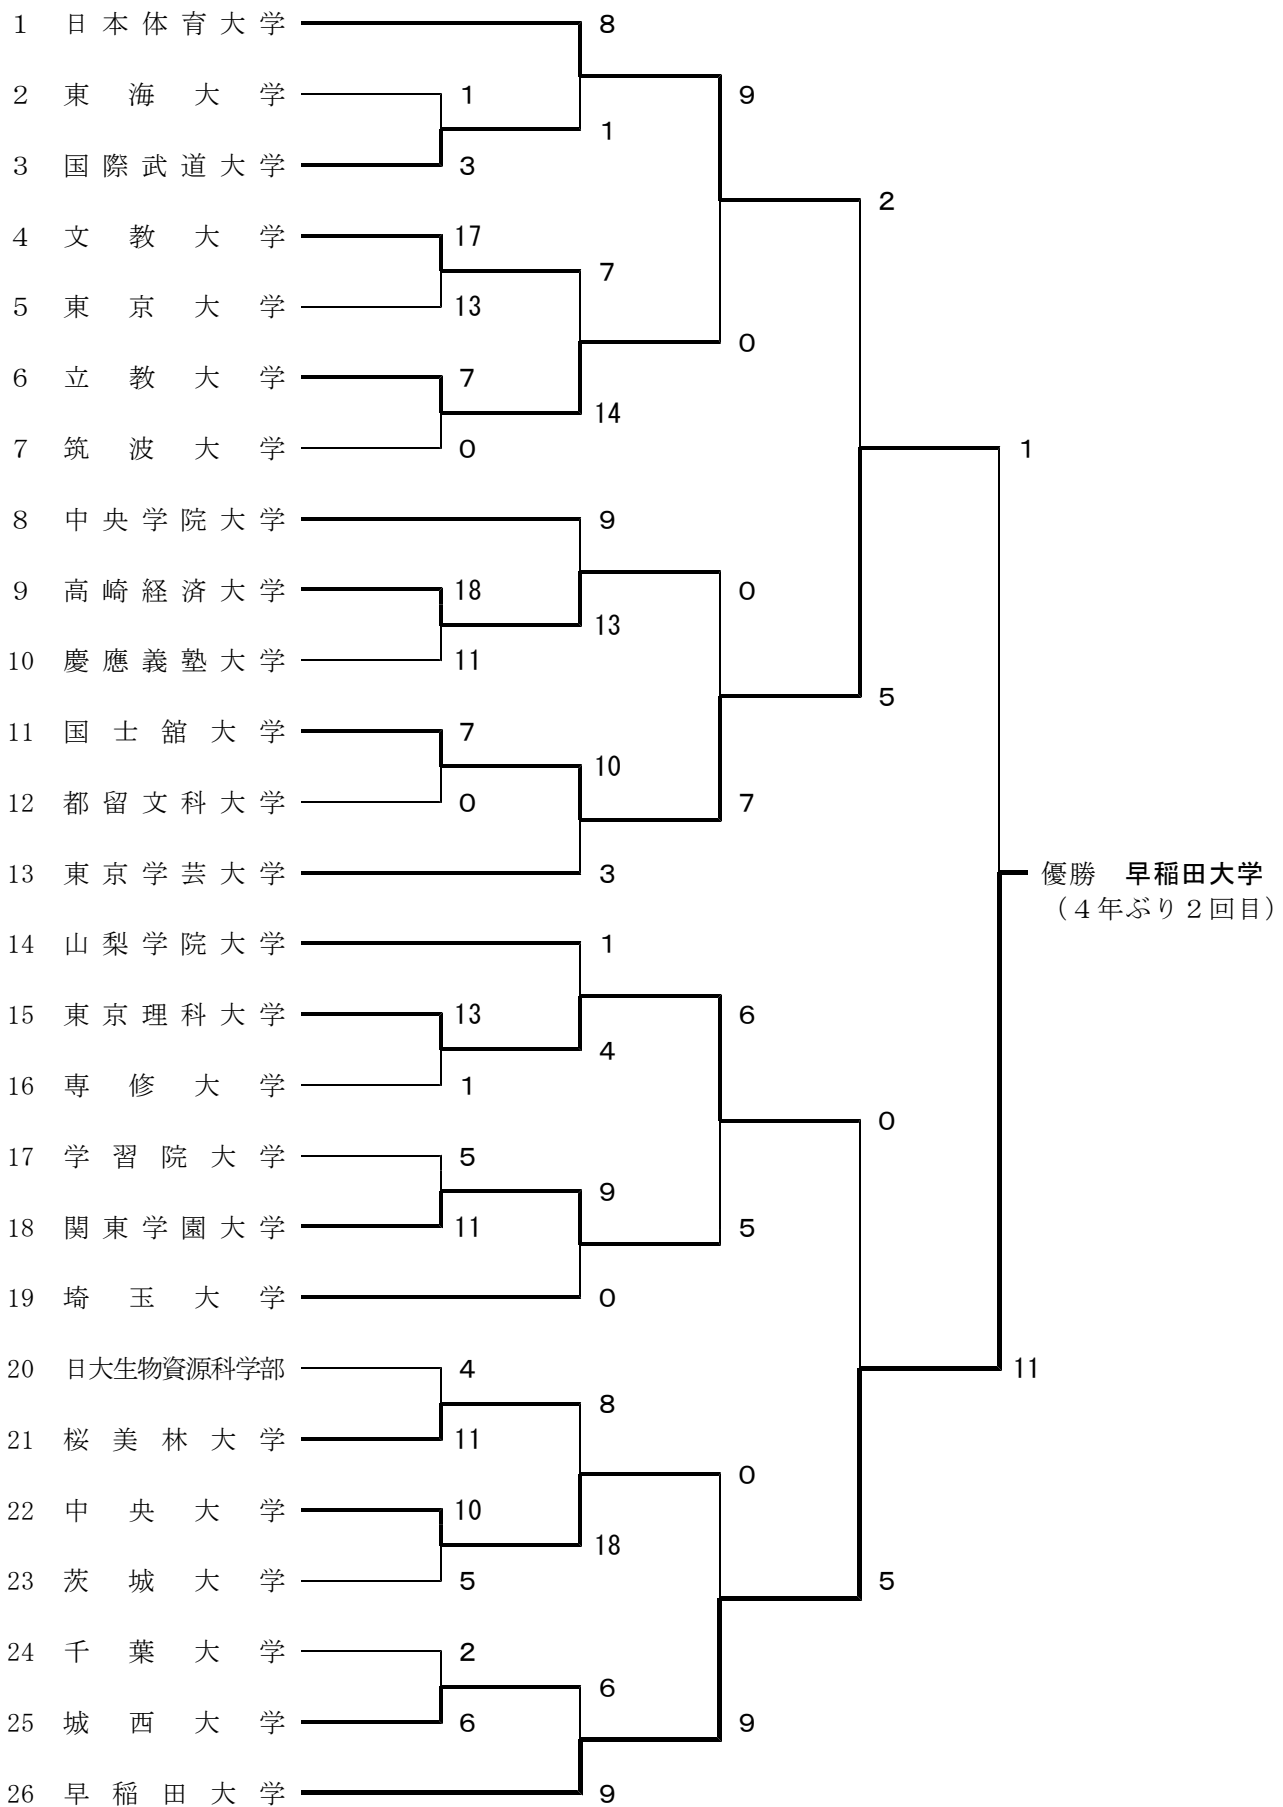 1 日本体育大学 8
2 東海大学 1 9
1
3 国際武道大学 3
2
4 文教大学 17
7
5 東京大学 13
0
6 立教大学 7
14
7 筑波大学 0 1
8 中央学院大学 9
9 高崎経済大学 18 0
13
10 慶應義塾大学 11
5
11 国士舘大学 7
10
12 都留文科大学 0 7
13 東京学芸大学 3 優勝 早稲田大学
(4年ぶり2回目)
14 山梨学院大学 1
15 東京理科大学 13 6
4
16 専修大学 1
0
17 学習院大学 5
9
18 関東学園大学 11 5
19 埼玉大学 0
20 日大生物資源科学部 4 11
8
21 桜美林大学 11
0
22 中央大学 10
18
23 茨城大学 5 5
24 千葉大学 2
6
25 城西大学 6 9
26 早稲田大学 9